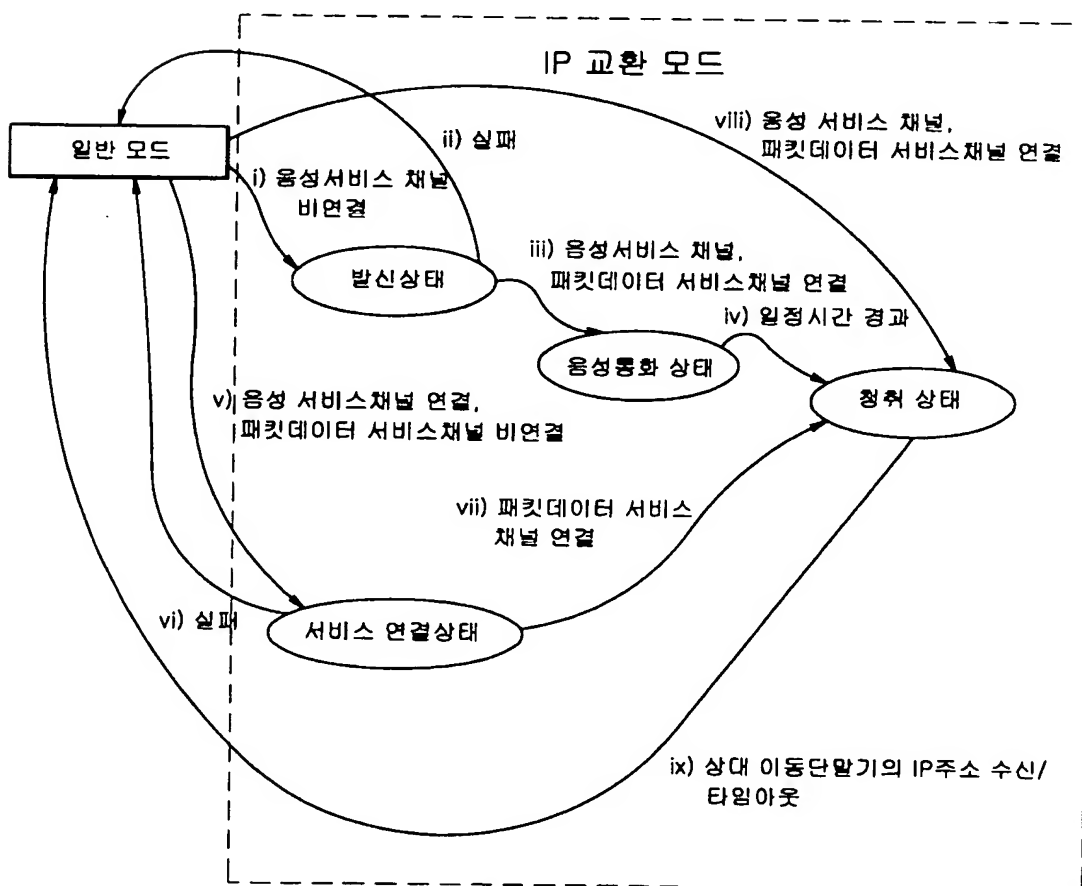 IP 교환 모드
일반 모드
ii) 실패
viii) 음성 서비스 채널,
패킷데이터 서비스채널 연결
i) 음성서비스 채널
비연결
iii) 음성서비스 채널,
패킷데이터 서비스채널 연결
발신상태
iv) 일정시간 경과
음성통화 상태
청취 상태
v) 음성 서비스채널 연결,
패킷데이터 서비스채널 비연결
vii) 패킷데이터 서비스
채널 연결
vi) 실패
서비스 연결상태
ix) 상대 이동단말기의 IP주소 수신/
타임아웃